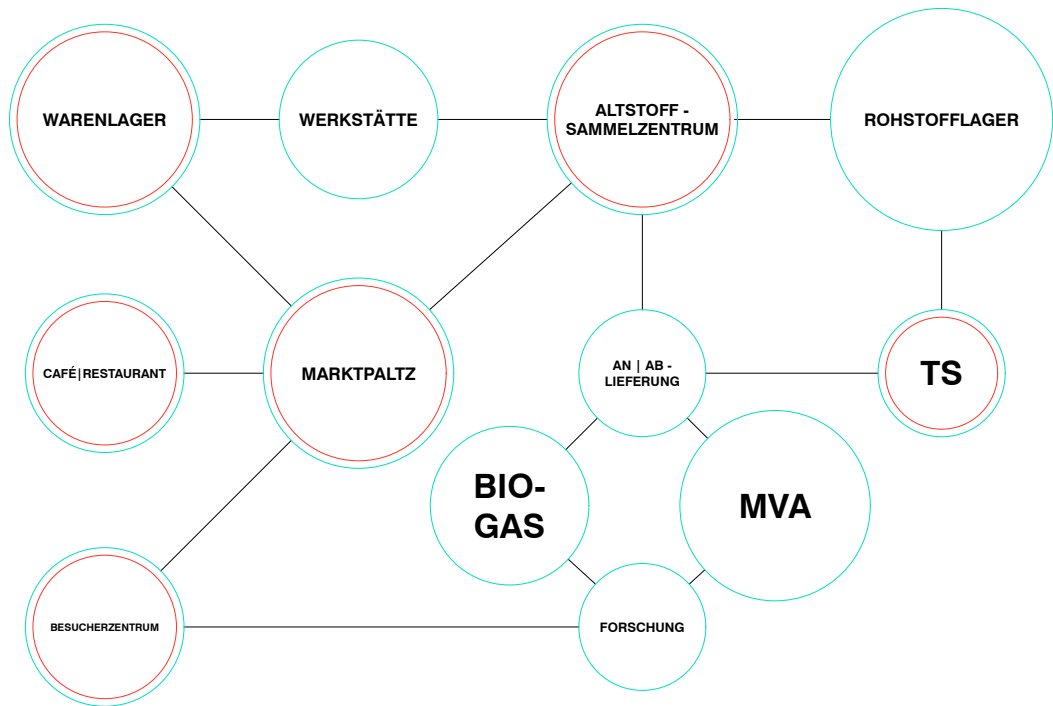 WARENLAGER
WERKSTÄTTE
ALTSTOFF -
SAMMELZENTRUM
ROHSTOFFLAGER
CAFÉ|RESTAURANT
MARKTPALTZ
AN | AB -
LIEFERUNG
TS
BIO-
GAS
MVA
BESUCHERZENTRUM
FORSCHUNG